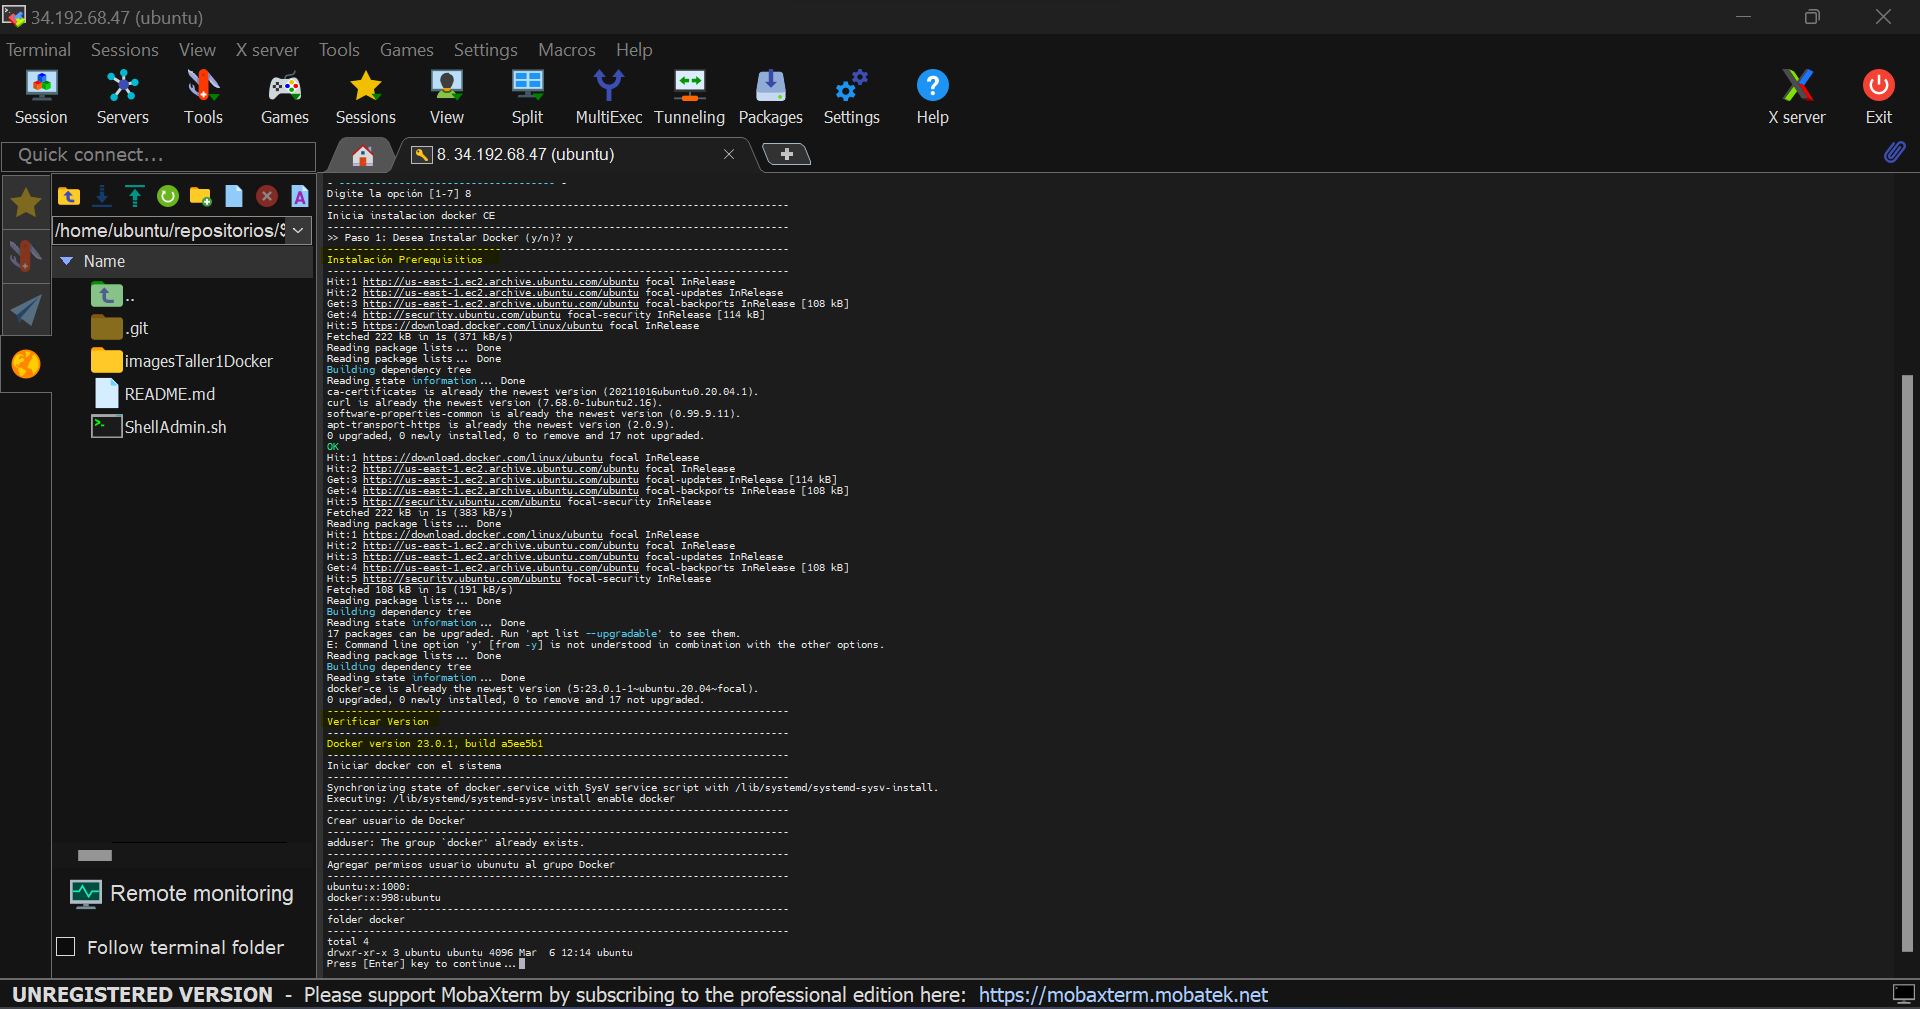 34.192.68.47 (ubuntu)
Terminal Sessions View X server Tools Games Settings Macros Help
Session Servers Tools Games Sessions View Split MultiExec Tunneling Packages Settings Help X server Exit
Quick connect...
8. 34.192.68.47 (ubuntu)
/home/ubuntu/repositorios/
Name
..
.git
imagesTaller1Docker
README.md
ShellAdmin.sh
Remote monitoring
Follow terminal folder
- ------------------------------------ -
Digite la opción [1-7] 8
-----------------------------------------------------------------------------
Inicia instalacion docker CE
-----------------------------------------------------------------------------
>> Paso 1: Desea Instalar Docker (y/n)? y
-----------------------------------------------------------------------------
Instalación Prerequisitios
-----------------------------------------------------------------------------
Hit:1 http://us-east-1.ec2.archive.ubuntu.com/ubuntu focal InRelease
Hit:2 http://us-east-1.ec2.archive.ubuntu.com/ubuntu focal-updates InRelease
Get:3 http://us-east-1.ec2.archive.ubuntu.com/ubuntu focal-backports InRelease [108 kB]
Get:4 http://security.ubuntu.com/ubuntu focal-security InRelease [114 kB]
Hit:5 https://download.docker.com/linux/ubuntu focal InRelease
Fetched 222 kB in 1s (371 kB/s)
Reading package lists... Done
Reading package lists... Done
Building dependency tree
Reading state information... Done
ca-certificates is already the newest version (20211016ubuntu0.20.04.1).
curl is already the newest version (7.68.0-1ubuntu2.16).
software-properties-common is already the newest version (0.99.9.11).
apt-transport-https is already the newest version (2.0.9).
0 upgraded, 0 newly installed, 0 to remove and 17 not upgraded.
OK
Hit:1 https://download.docker.com/linux/ubuntu focal InRelease
Hit:2 http://us-east-1.ec2.archive.ubuntu.com/ubuntu focal InRelease
Get:3 http://us-east-1.ec2.archive.ubuntu.com/ubuntu focal-updates InRelease [114 kB]
Get:4 http://us-east-1.ec2.archive.ubuntu.com/ubuntu focal-backports InRelease [108 kB]
Hit:5 http://security.ubuntu.com/ubuntu focal-security InRelease
Fetched 222 kB in 1s (383 kB/s)
Reading package lists... Done
Hit:1 https://download.docker.com/linux/ubuntu focal InRelease
Hit:2 http://us-east-1.ec2.archive.ubuntu.com/ubuntu focal InRelease
Hit:3 http://us-east-1.ec2.archive.ubuntu.com/ubuntu focal-updates InRelease
Get:4 http://us-east-1.ec2.archive.ubuntu.com/ubuntu focal-backports InRelease [108 kB]
Hit:5 http://security.ubuntu.com/ubuntu focal-security InRelease
Fetched 108 kB in 1s (191 kB/s)
Reading package lists... Done
Building dependency tree
Reading state information... Done
17 packages can be upgraded. Run 'apt list --upgradable' to see them.
E: Command line option 'y' [from -y] is not understood in combination with the other options.
Reading package lists... Done
Building dependency tree
Reading state information... Done
docker-ce is already the newest version (5:23.0.1-1~ubuntu.20.04~focal).
0 upgraded, 0 newly installed, 0 to remove and 17 not upgraded.
-----------------------------------------------------------------------------
Verificar Version
-----------------------------------------------------------------------------
Docker version 23.0.1, build a5ee5b1
-----------------------------------------------------------------------------
Iniciar docker con el sistema
-----------------------------------------------------------------------------
Synchronizing state of docker.service with SysV service script with /lib/systemd/systemd-sysv-install.
Executing: /lib/systemd/systemd-sysv-install enable docker
-----------------------------------------------------------------------------
Crear usuario de Docker
-----------------------------------------------------------------------------
adduser: The group `docker' already exists.
-----------------------------------------------------------------------------
Agregar permisos usuario ubunutu al grupo Docker
-----------------------------------------------------------------------------
ubuntu:x:1000:
docker:x:998:ubuntu
-----------------------------------------------------------------------------
folder docker
-----------------------------------------------------------------------------
total 4
drwxr-xr-x 3 ubuntu ubuntu 4096 Mar  6 12:14 ubuntu
Press [Enter] key to continue...
UNREGISTERED VERSION - Please support MobaXterm by subscribing to the professional edition here: https://mobaxterm.mobatek.net